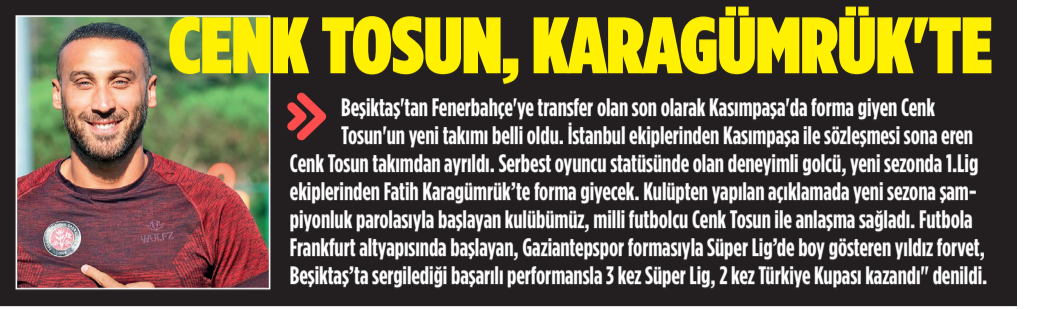 CENK TOSUN, KARAGÜMRÜK'TE
Beşiktaş'tan Fenerbahçe'ye transfer olan son olarak Kasımpaşa'da forma giyen Cenk
Tosun'un yeni takımı belli oldu. İstanbul ekiplerinden Kasımpaşa ile sözleşmesi sona eren
Cenk Tosun takımdan ayrıldı. Serbest oyuncu statüsünde olan deneyimli golcü, yeni sezonda 1.Lig
ekiplerinden Fatih Karagümrük’te forma giyecek. Kulüpten yapılan açıklamada yeni sezona şam-
piyonluk parolasıyla başlayan kulübümüz, milli futbolcu Cenk Tosun ile anlaşma sağladı. Futbola
Frankfurt altyapısında başlayan, Gaziantepspor formasıyla Süper Lig’de boy gösteren yıldız forvet,
Beşiktaş’ta sergilediği başarılı performansla 3 kez Süper Lig, 2 kez Türkiye Kupası kazandı" denildi.
WULFZ